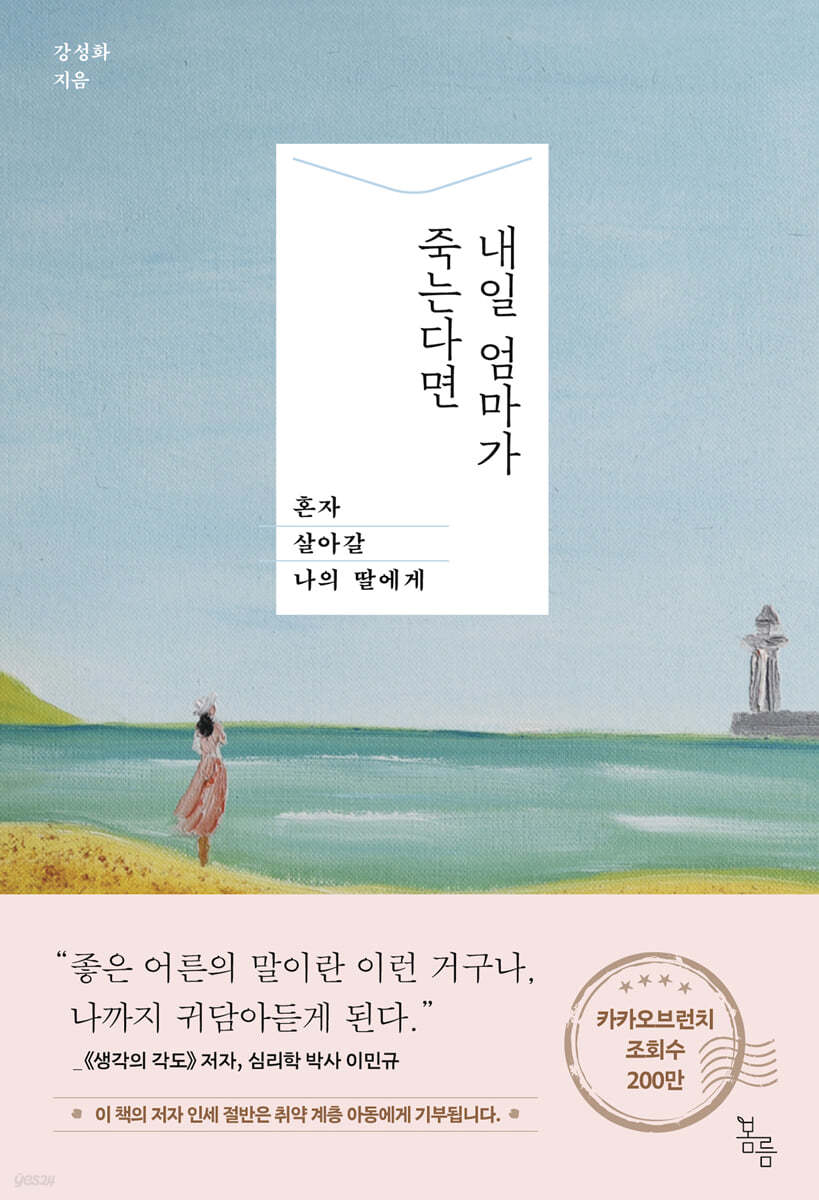 강성화
지음
내일 엄마가
죽는다면
혼자
살아갈
나의 딸에게
“좋은 어른의 말이란 이런 거구나,
나까지 귀담아듣게 된다.”
_《생각의 각도》 저자, 심리학 박사 이민규
이 책의 저자 인세 절반은 취약 계층 아동에게 기부됩니다.
카카오브런치
조회수
200만
봄름
yes24